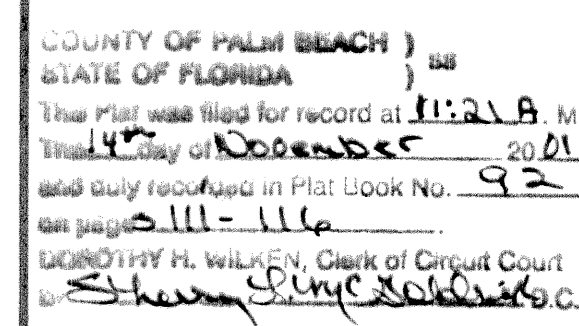 COUNTY OF PALM BEACH )
STATE OF FLORIDA ) SS
This Plat was filed for record at 11:21 A. M
This 14th day of November 2001
and duly recorded in Plat Book No. 92
on pages 111-116.
DOROTHY H. WILKEN, Clerk of Circuit Court
by Sherry D.C.